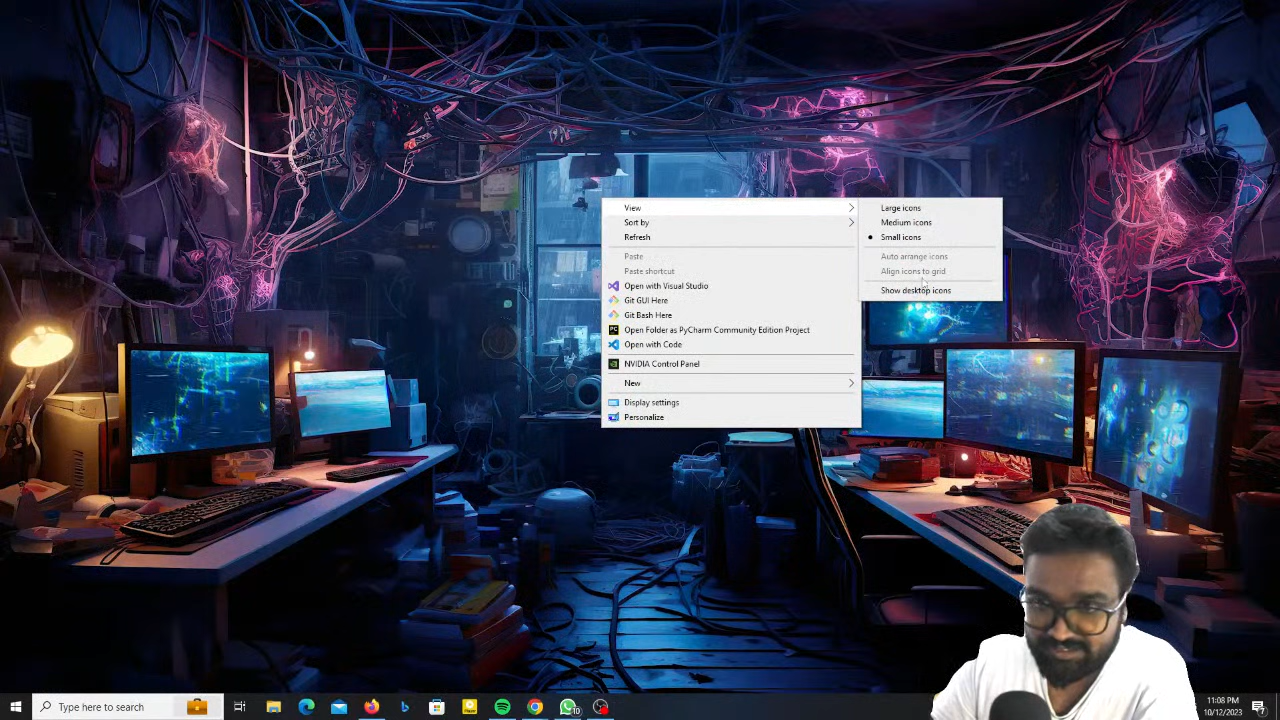 View
Sort by
Refresh
Paste
Paste shortcut
Open with Visual Studio
Git GUI Here
Git Bash Here
PC
Open Folder as PyCharm Community Edition Project
Open with Code
NVIDIA Control Panel
New
Display settings
Personalize
Large icons
Medium icons
Small icons
Auto arrange icons
Align icons to grid
Show desktop icons
Type here to search
10
11:08 PM
10/12/2023